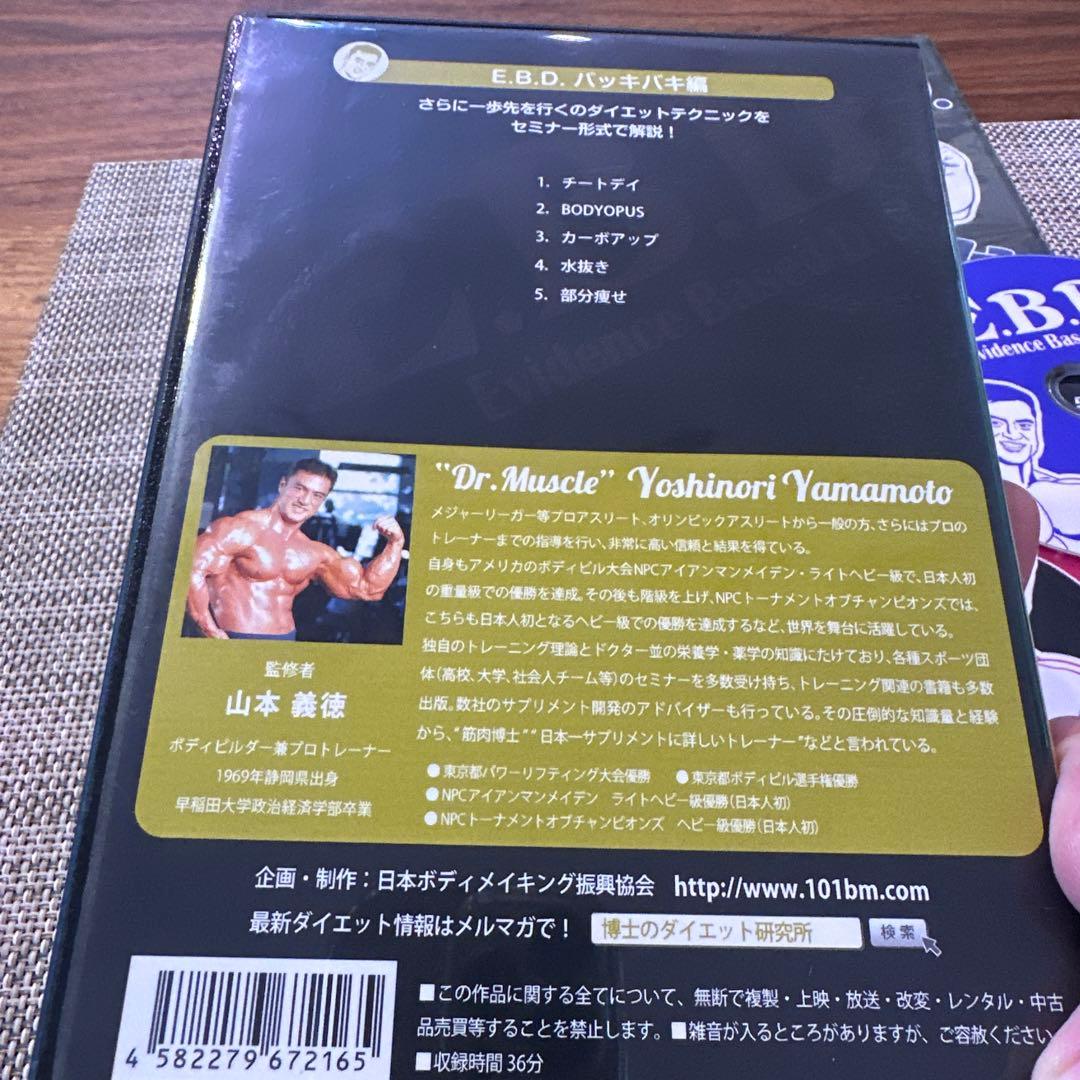 E.B.D. バッキバキ編
さらに一歩先を行くのダイエットテクニックを
セミナー形式で解説！
1. チートデイ
2. BODYOPUS
3. カーボアップ
4. 水抜き
5. 部分痩せ
Evidence Based D
E.B.
vidence Bas
"Dr.Muscle" Yoshinori Yamamoto
メジャーリーガー等プロアスリート、オリンピックアスリートから一般の方、さらにはプロの
トレーナーまでの指導を行い、非常に高い信頼と結果を得ている。
自身もアメリカのボディビル大会NPCアイアンマンメイデン・ライトヘビー級で、日本人初
の重量級での優勝を達成。その後も階級を上げ、NPCトーナメントオブチャンピオンズでは、
こちらも日本人初となるヘビー級での優勝を達成するなど、世界を舞台に活躍している。
独自のトレーニング理論とドクター並の栄養学・薬学の知識にたけており、各種スポーツ団
体(高校、大学、社会人チーム等)のセミナーを多数受け持ち、トレーニング関連の書籍も多数
出版。数社のサプリメント開発のアドバイザーも行っている。その圧倒的な知識量と経験
から、"筋肉博士""日本一サプリメントに詳しいトレーナー"などと言われている。
●東京都パワーリフティング大会優勝 ●東京都ボディビル選手権優勝
●NPCアイアンマンメイデン ライトヘビー級優勝(日本人初)
●NPCトーナメントオブチャンピオンズ ヘビー級優勝(日本人初)
監修者
山本 義徳
ボディビルダー兼プロトレーナー
1969年静岡県出身
早稲田大学政治経済学部卒業
企画・制作：日本ボディメイキング振興協会 http://www.101bm.com
最新ダイエット情報はメルマガで！ 博士のダイエット研究所 検索
■この作品に関する全てについて、無断で複製・上映・放送・改変・レンタル・中古
品売買等することを禁止します。■雑音が入るところがありますが、ご容赦ください
■収録時間 36分
4 582279 672165